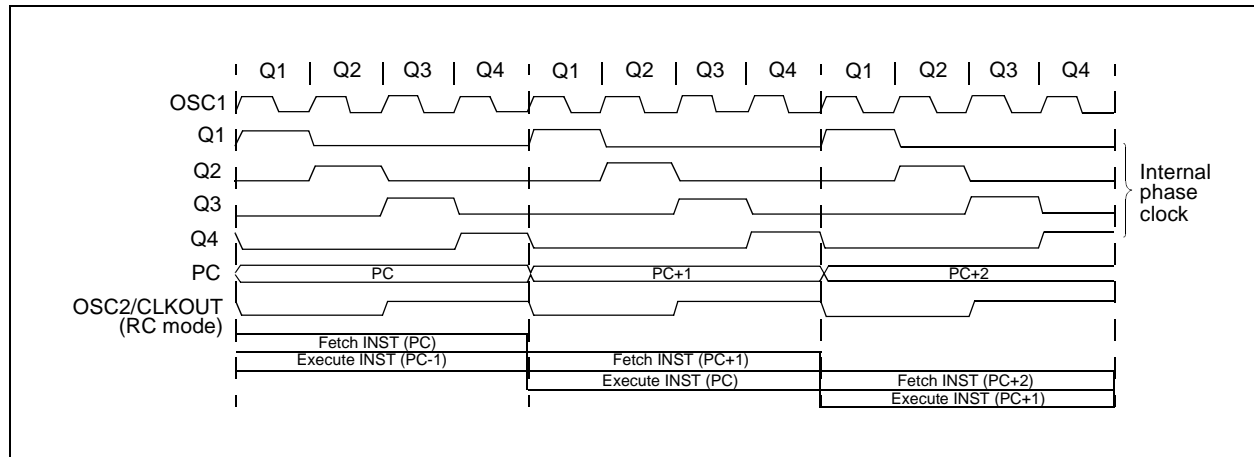 Q1 Q2 Q3 Q4 Q1 Q2 Q3 Q4 Q1 Q2 Q3 Q4
OSC1
Q1
Q2
Q3
Q4
Internal
phase
clock
PC PC PC+1 PC+2
OSC2/CLKOUT
(RC mode)
Fetch INST (PC)
Execute INST (PC-1) Fetch INST (PC+1)
Execute INST (PC) Fetch INST (PC+2)
Execute INST (PC+1)